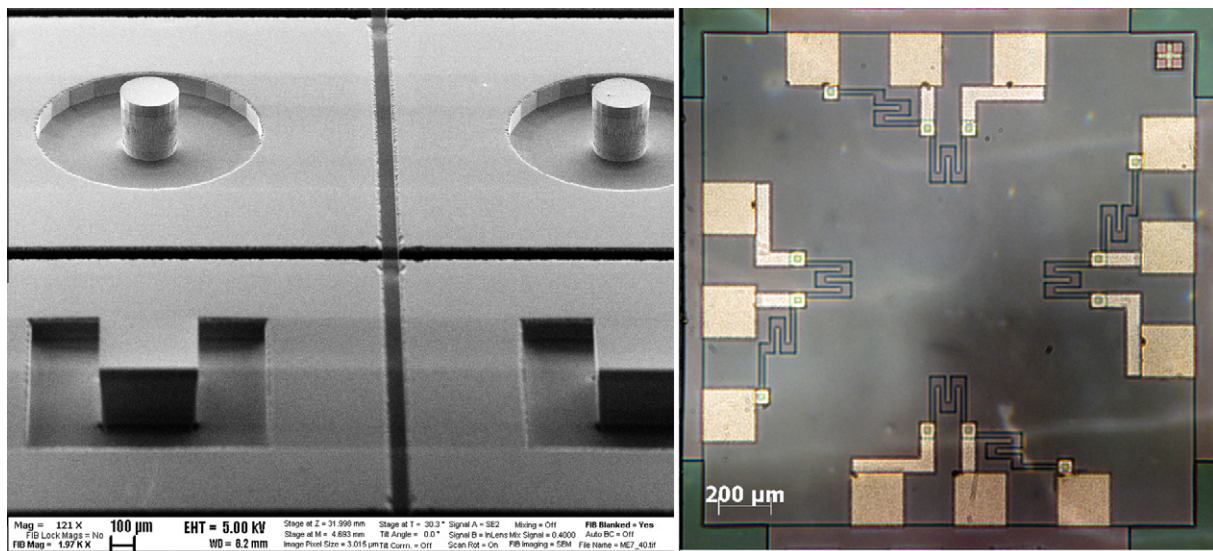 Mag = 121 X
FIB Lock Mags = No
FIB Mag = 1.97 K X
100 µm
EHT = 5.00 kV
WD = 6.2 mm
Stage at Z = 31.998 mm
Stage at M = 4.693 mm
Image Pixel Size = 3.015 µm
Stage at T = 30.3 °
Tilt Angle = 0.0 °
Tilt Corrn. = Off
Signal A = SE2
Signal B = InLens
Scan Rot = On
Mixing = Off
Mix Signal = 0.4000
FIB Imaging = SEM
FIB Blanked = Yes
Auto BC = Off
File Name = ME7_40.tif
200 µm